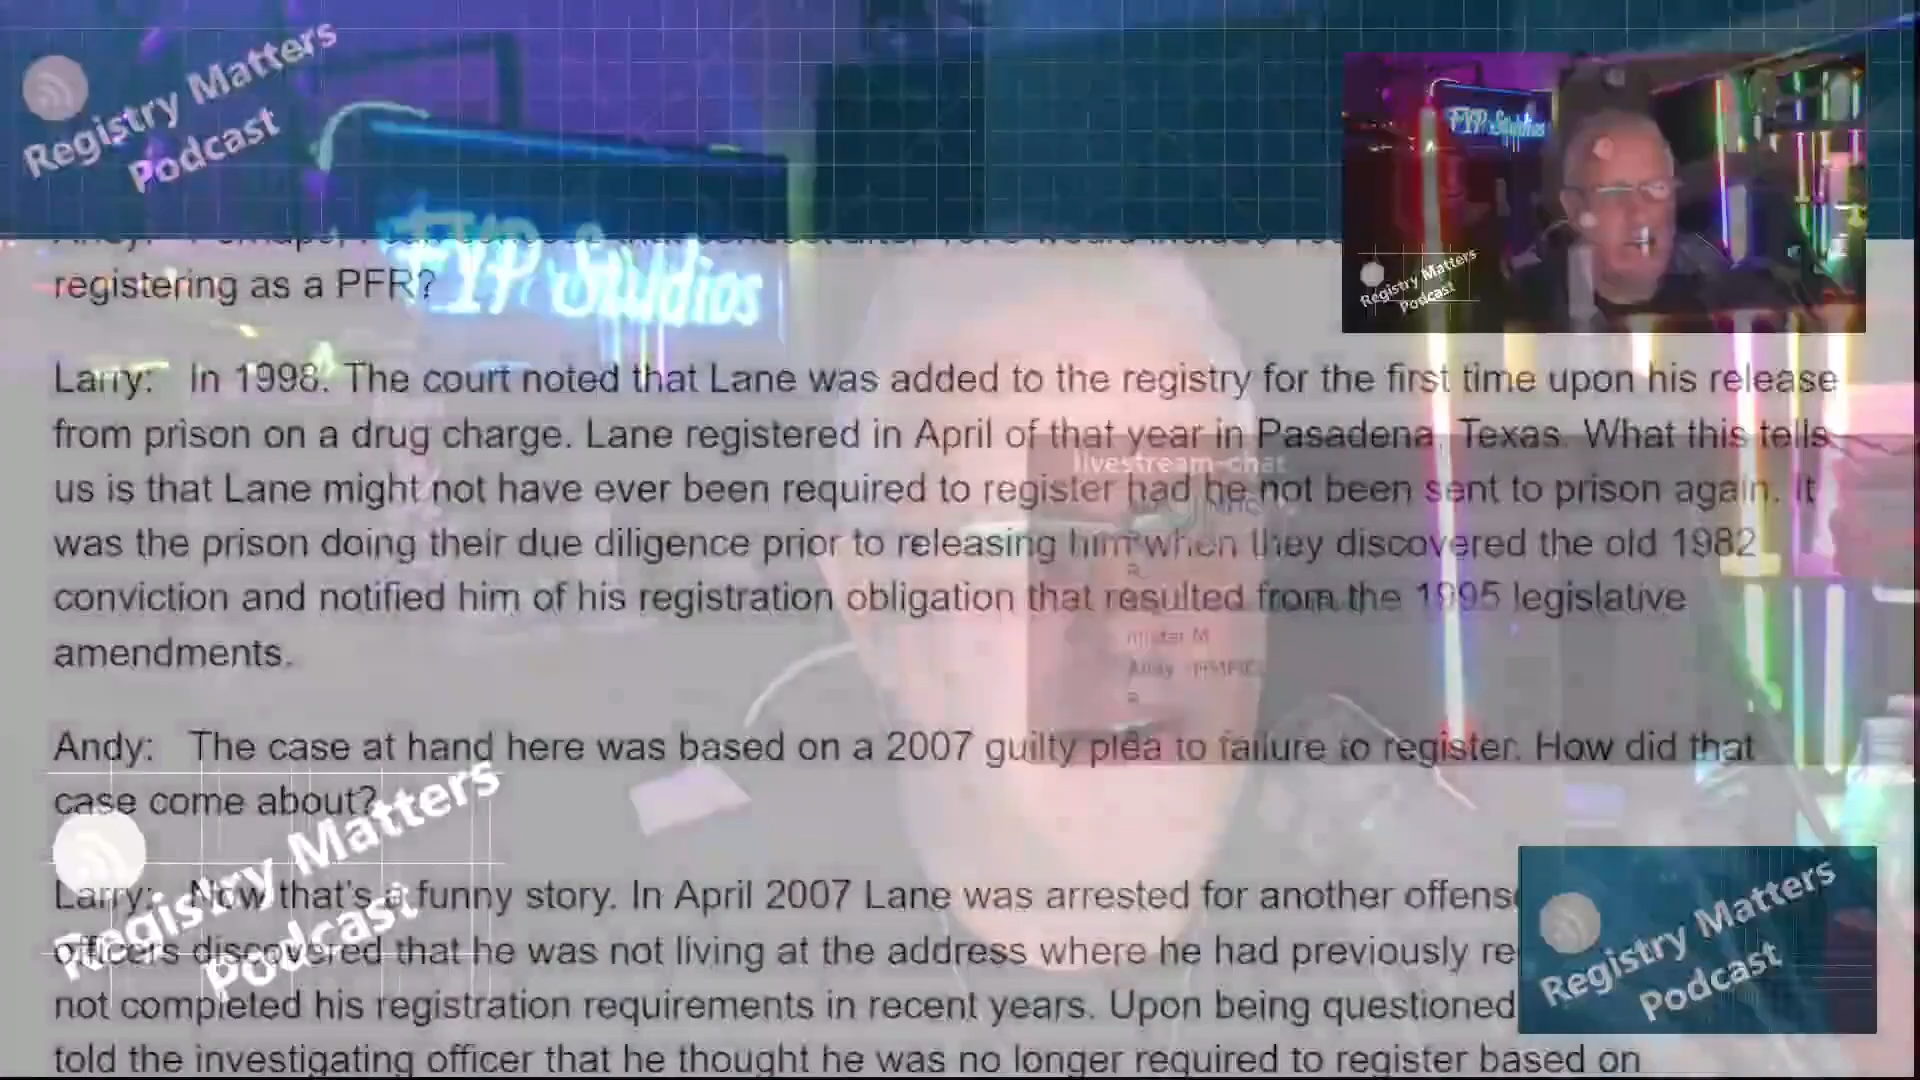 Registry Matters
Podcast
FYP Studios
FYP Studios
Registry Matters
Podcast
registering as a PFR?
Larry: In 1998. The court noted that Lane was added to the registry for the first time upon his release
from prison on a drug charge. Lane registered in April of that year in Pasadena, Texas. What this tells
livestream-chat
us is that Lane might not have ever been required to register had he not been sent to prison again. It
was the prison doing their due diligence prior to releasing him when they discovered the old 1982
conviction and notified him of his registration obligation that resulted from the 1995 legislative
mistar M
amendments.
Andy
Andy: The case at hand here was based on a 2007 guilty plea to failure to register. How did that
case come about?
Registry Matters
Podcast
Larry: Now that's a funny story. In April 2007 Lane was arrested for another
officers discovered that he was not living at the address where he had previously
not completed his registration requirements in recent years. Upon being questioned
told the investigating officer that he thought he was no longer required to register based on
Registry Matters
Podcast